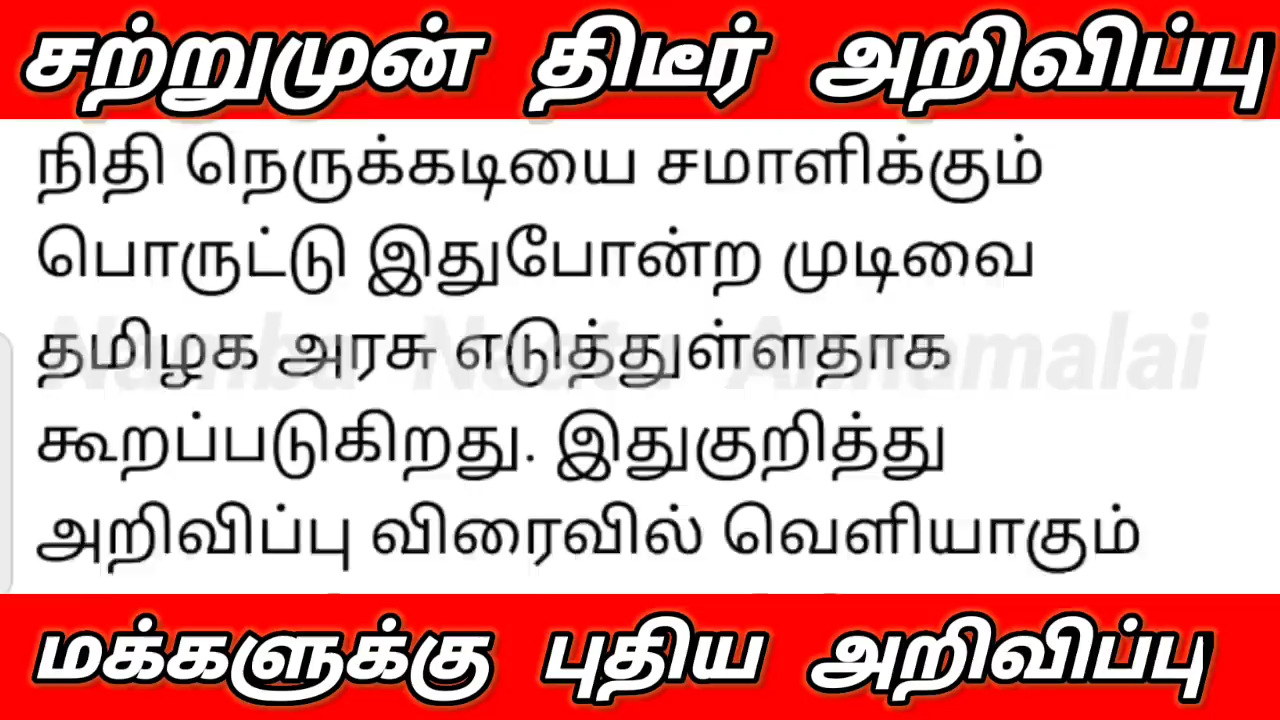 சற்றுமுன் திடீர் அறிவிப்பு
நிதி நெருக்கடியை சமாளிக்கும்
பொருட்டு இதுபோன்ற முடிவை
தமிழக அரசு எடுத்துள்ளதாக
கூறப்படுகிறது. இதுகுறித்து
அறிவிப்பு விரைவில் வெளியாகும்
மக்களுக்கு புதிய அறிவிப்பு